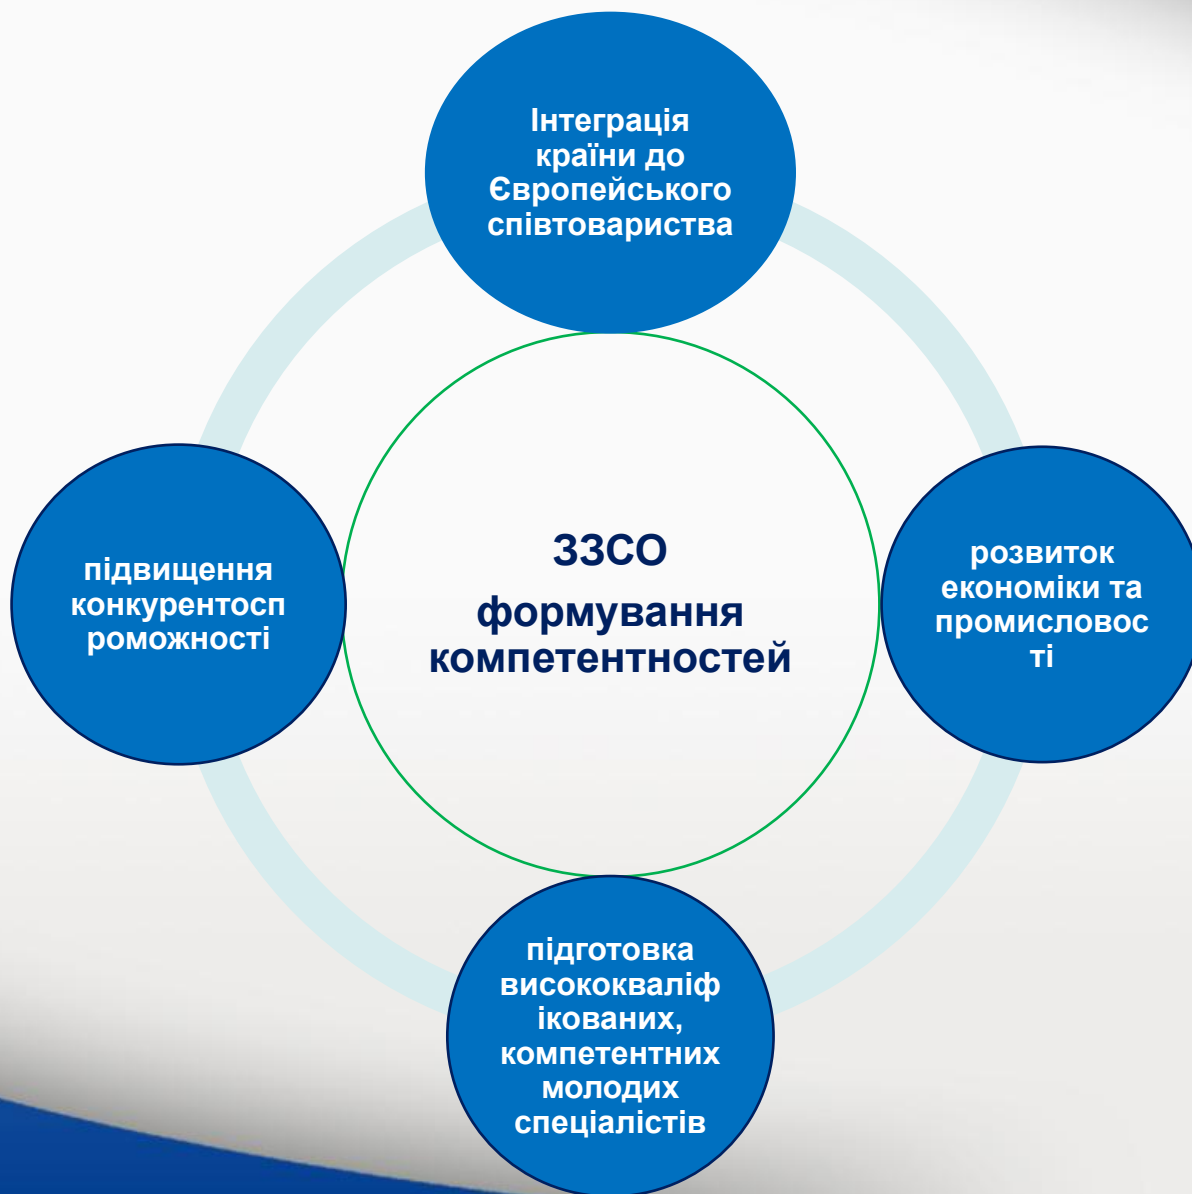 Інтеграція
країни до
Європейського
співтовариства
підвищення
конкурентосп
роможності
ЗЗСО
формування
компетентностей
розвиток
економіки та
промисловос
ті
підготовка
висококваліф
ікованих,
компетентних
молодих
спеціалістів